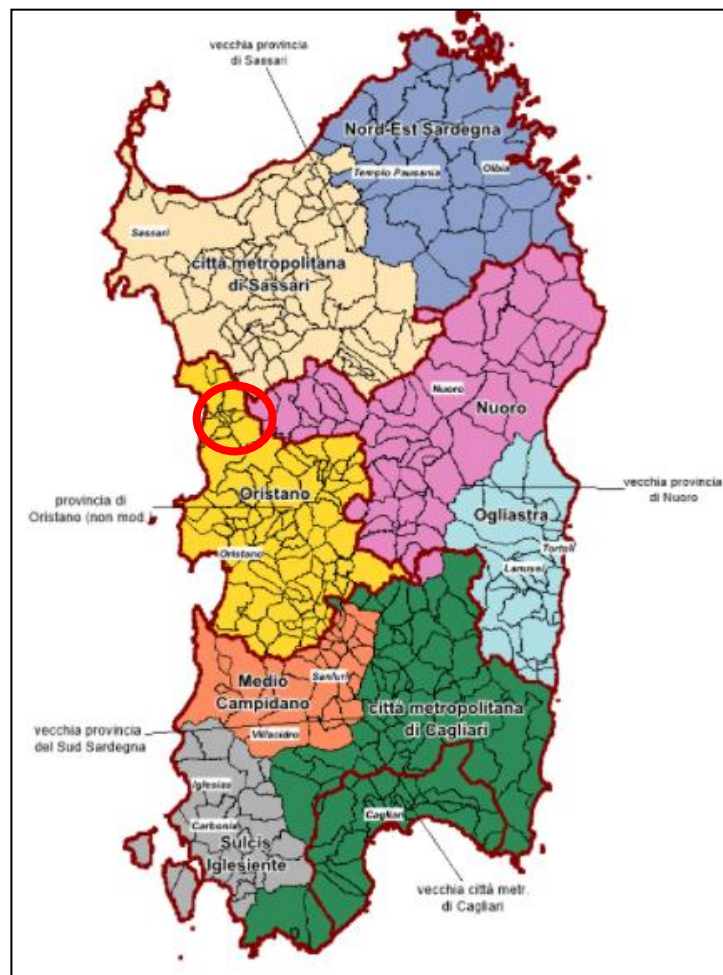 vecchia provincia
di Sassari
Nord-Est Sardegna
Tempio Pausania
Olbia
Sassari
città metropolitana
di Sassari
Nuoro
Nuoro
vecchia provincia
di Nuoro
provincia di
Oristano (non mod.)
Oristano
Oristano
Ogliastra
Tortolì
Lanusei
Medio
Campidano
Sanluri
Villacidro
vecchia provincia
del Sud Sardegna
città metropolitana
di Cagliari
Iglesias
Carbonia
Sulcis
Iglesiente
Cagliari
vecchia città metr.
di Cagliari